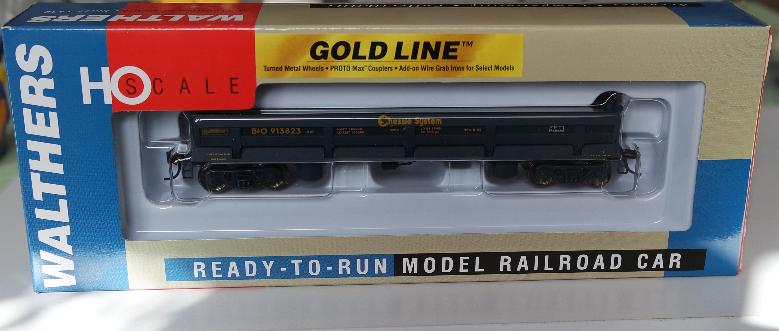 WALTHERS
GOLD LINE™
Turned Metal Wheels • PROTO Max™ Couplers • Add-on Wire Grab Irons for Select Models
HO SCALE
WALTHERS
Chessie System
B&O 913823
READY-TO-RUN MODEL RAILROAD CAR